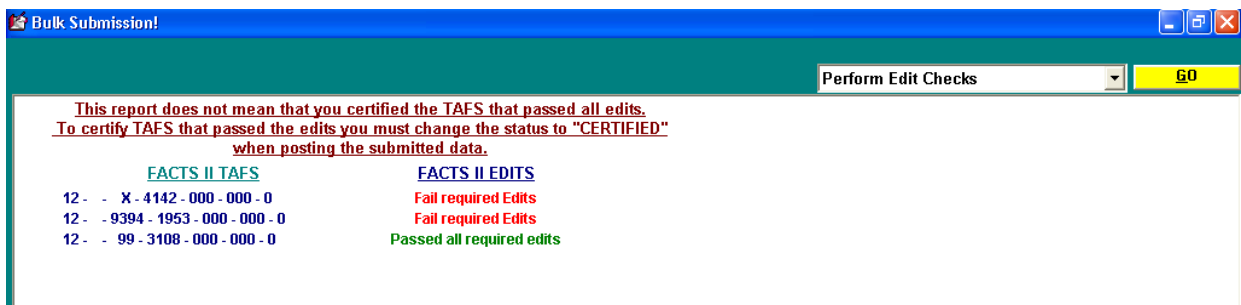 Bulk Submission!
Perform Edit Checks
GO
This report does not mean that you certified the TAFS that passed all edits.
To certify TAFS that passed the edits you must change the status to "CERTIFIED"
when posting the submitted data.
FACTS II TAFS FACTS II EDITS
12 - - X - 4142 - 000 - 000 - 0 Fail required Edits
12 - - 9394 - 1953 - 000 - 000 - 0 Fail required Edits
12 - - 99 - 3108 - 000 - 000 - 0 Passed all required edits